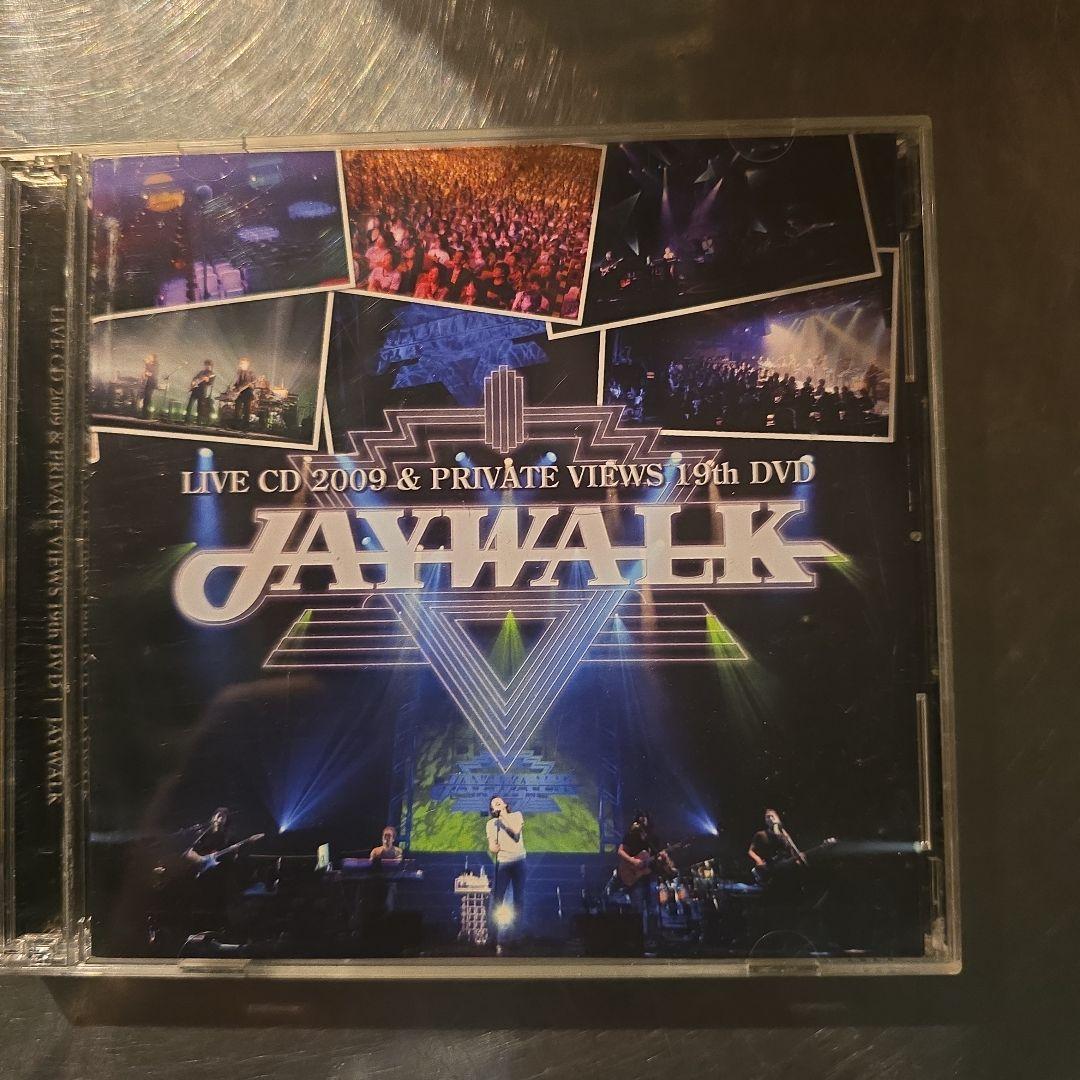 LIVE CD 2009 & PRIVATE VIEWS 19th DVD
JAYWALK
LIVE CD 2009 & PRIVATE VIEWS 19th DVD | JAYWALK